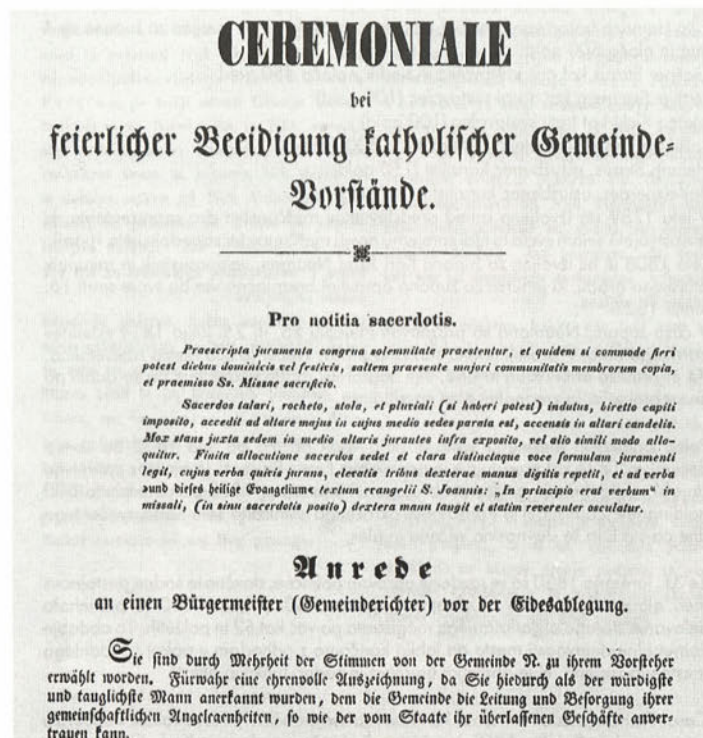 CEREMONIALE
bei
feierlicher Beeidigung katholischer Gemeinde-
Vorstände.
Pro notitia sacerdotis.
Praescripta juramenta congrua solemnitate praestentur, et quidem si commode fieri
potest diebus dominicis vel festivis, saltem praesente majori communitatis membrorum copia,
et praemisso Ss. Missae sacrificio.
Sacerdos talari, rocheto, stola, et pluviali (si haberi potest) indutus, biretto capiti
imposito, accedit ad altare majus in cujus medio sedes parata est, accensis in altari candelis.
Mox stans juxta sedem in medio altaris jurantes infra exposito, vel alio simili modo allo-
quitur. Finita allocutione sacerdos sedet et clara distinctaque voce formulam juramenti
legit, cujus verba quivis jurans, elevatis tribus dexterae manus digitis repetit, et ad verba
»und dieses heilige Evangelium« textum evangelii S. Joannis: „In principio erat verbum“ in
missali, (in sinu sacerdotis posito) dextera manu tangit et statim reverenter osculatur.
Anrede
an einen Bürgermeister (Gemeinderichter) vor der Eidesablegung.
Sie sind durch Mehrheit der Stimmen von der Gemeinde N. zu ihrem Vorsteher
erwählt worden. Fürwahr eine ehrenvolle Auszeichnung, da Sie hiedurch als der würdigste
und tauglichste Mann anerkannt wurden, dem die Gemeinde die Leitung und Besorgung ihrer
gemeinschaftlichen Angelegenheiten, so wie der vom Staate ihr überlassenen Geschäfte anver-
trauen kann.